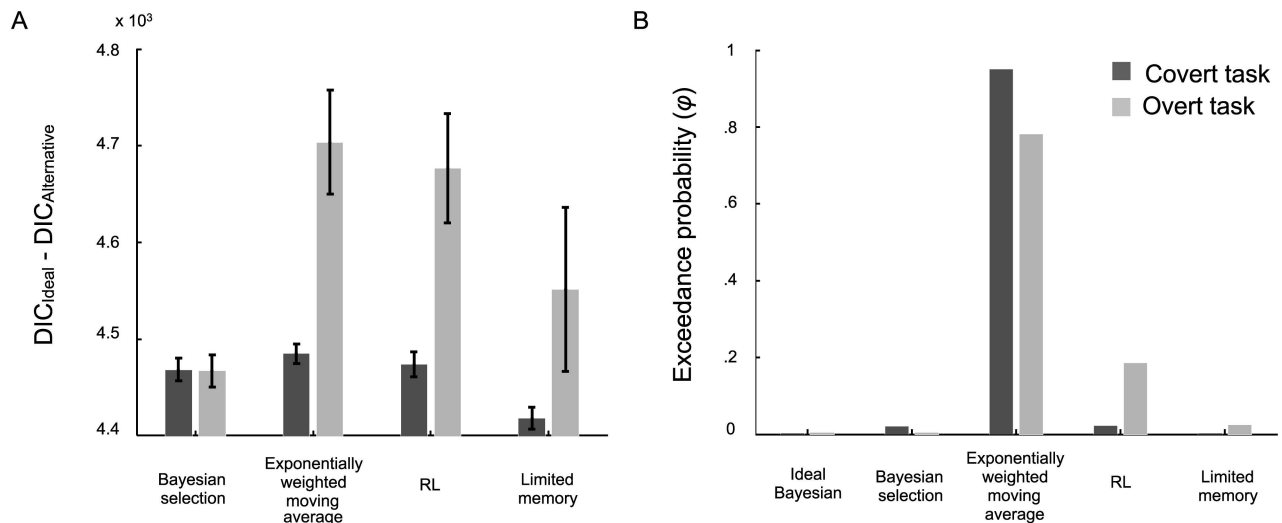 A
x 10³
4.8
4.7
4.6
4.5
4.4
DICIdeal - DICAlternative
Bayesian
selection
Exponentially
weighted
moving
average
RL
Limited
memory
B
1
.8
.6
.4
.2
0
Exceedance probability (φ)
Covert task
Overt task
Ideal
Bayesian
Bayesian
selection
Exponentially
weighted
moving
average
RL
Limited
memory